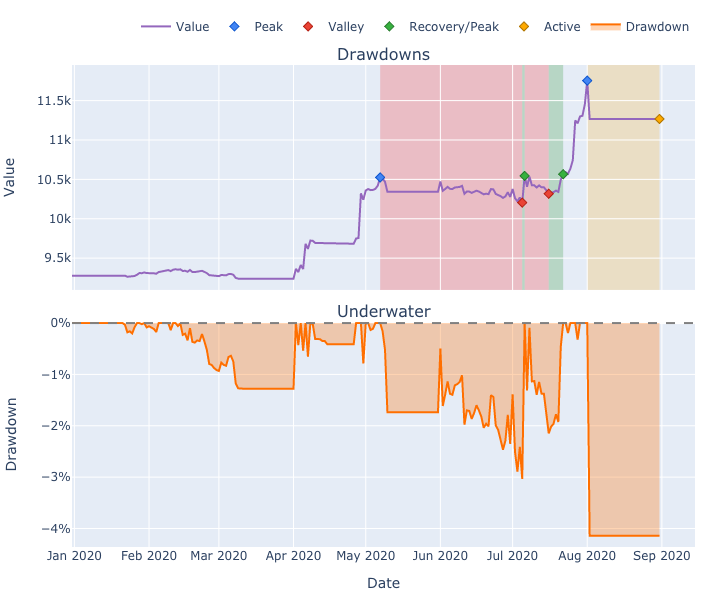 Value Peak Valley Recovery/Peak Active Drawdown
Drawdowns
11.5k
11k
10.5k
10k
9.5k
Value
Underwater
0%
−1%
−2%
−3%
−4%
Drawdown
Jan 2020 Feb 2020 Mar 2020 Apr 2020 May 2020 Jun 2020 Jul 2020 Aug 2020 Sep 2020
Date